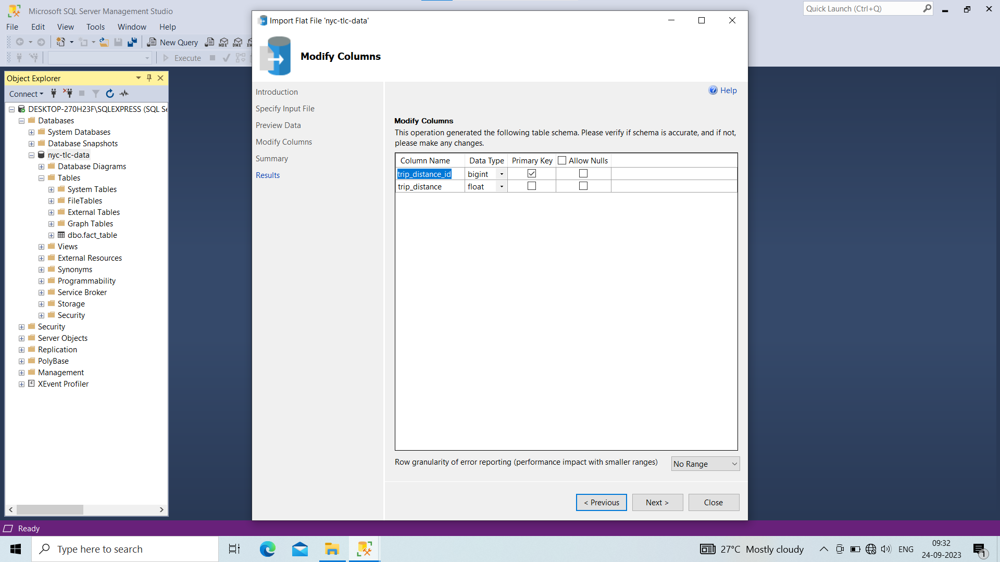 Microsoft SQL Server Management Studio
Quick Launch (Ctrl+Q)
File Edit View Tools Window Help
New Query
MDX
DMX
Execute
Object Explorer
Connect
DESKTOP-270H23F\SQLEXPRESS (SQL
Databases
System Databases
Database Snapshots
nyc-tlc-data
Database Diagrams
Tables
System Tables
FileTables
External Tables
Graph Tables
dbo.fact_table
Views
External Resources
Synonyms
Programmability
Service Broker
Storage
Security
Security
Server Objects
Replication
PolyBase
Management
XEvent Profiler
Import Flat File 'nyc-tlc-data'
Modify Columns
Introduction
Specify Input File
Preview Data
Modify Columns
Summary
Results
Help
Modify Columns
This operation generated the following table schema. Please verify if schema is accurate, and if not,
please make any changes.
Column Name Data Type Primary Key Allow Nulls
trip_distance_id bigint
trip_distance float
Row granularity of error reporting (performance impact with smaller ranges) No Range
< Previous Next > Close
Ready
Type here to search
27°C Mostly cloudy
ENG
09:32
24-09-2023
1